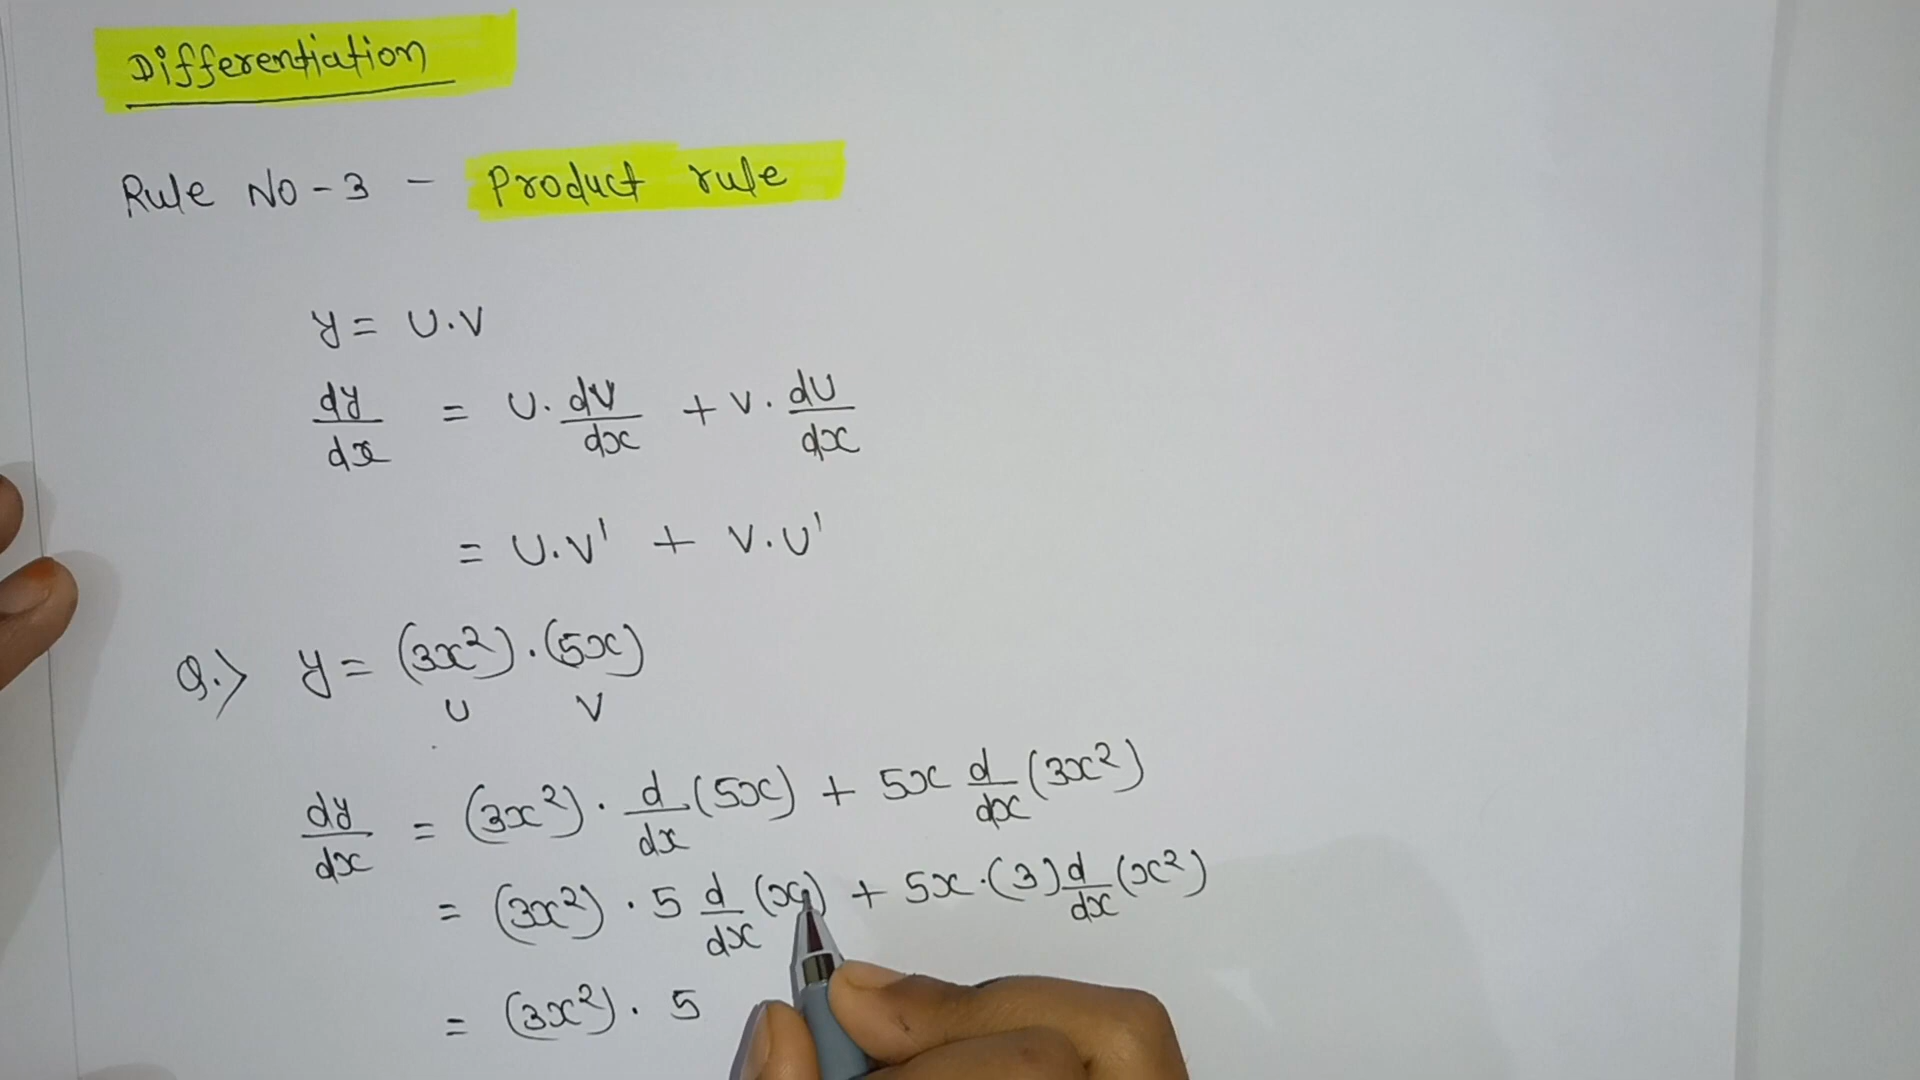 Differentiation
Rule No-3 - Product rule
y = U.V
dy/dx = U. dV/dx + V. dU/dx
= U.V' + V.U'
Q.> y = (3x²).(5x)
U V
dy/dx = (3x²). d/dx (5x) + 5x d/dx (3x²)
= (3x²). 5 d/dx (x) + 5x.(3) d/dx (x²)
= (3x²). 5